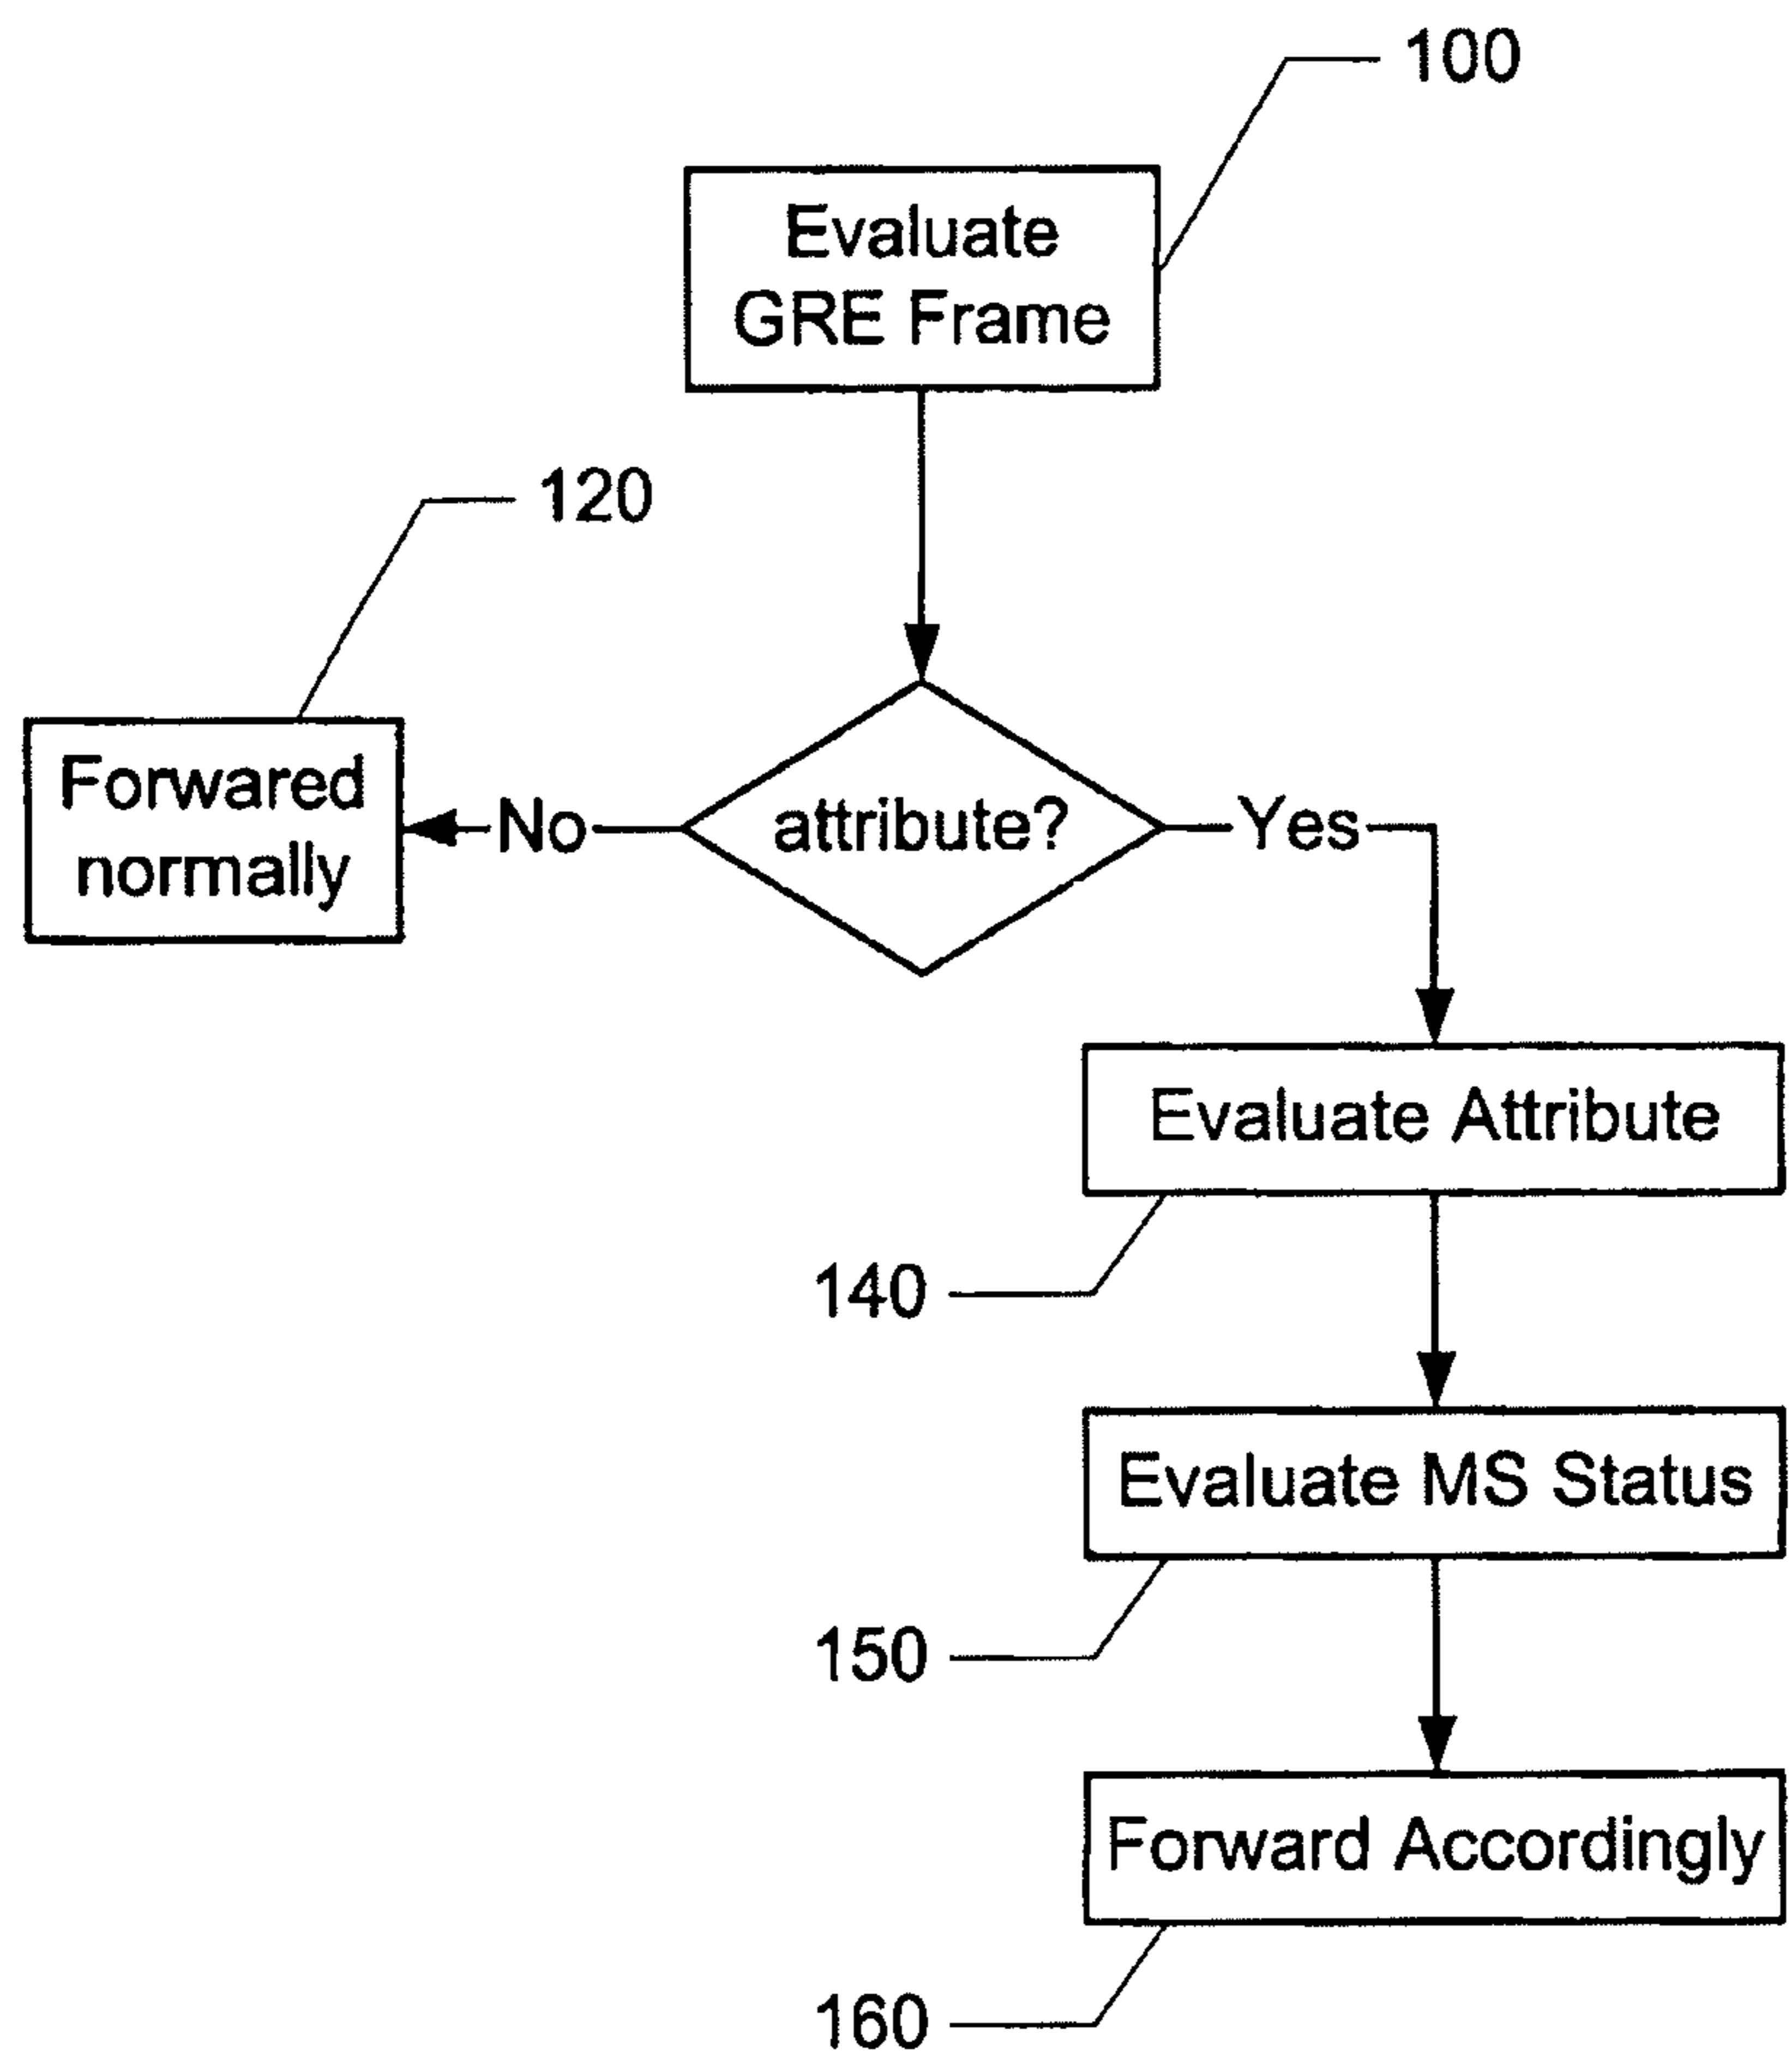 100
Evaluate
GRE Frame
120
Forwared
normally
No
attribute?
Yes
Evaluate Attribute
140
Evaluate MS Status
150
Forward Accordingly
160